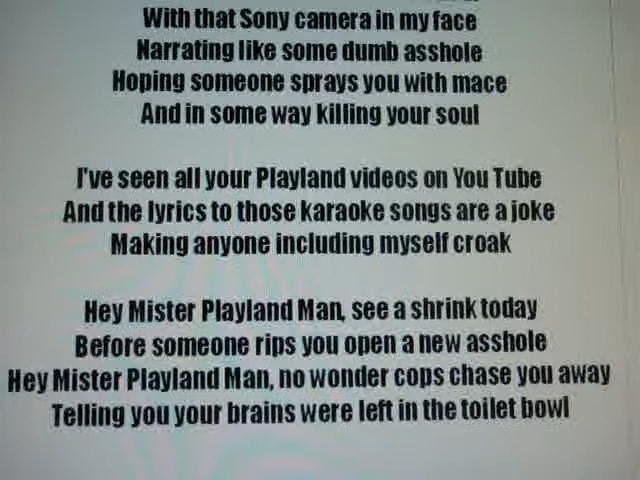 With that Sony camera in my face
Narrating like some dumb asshole
Hoping someone sprays you with mace
And in some way killing your soul
I've seen all your Playland videos on You Tube
And the lyrics to those karaoke songs are a joke
Making anyone including myself croak
Hey Mister Playland Man, see a shrink today
Before someone rips you open a new asshole
Hey Mister Playland Man, no wonder cops chase you away
Telling you your brains were left in the toilet bowl